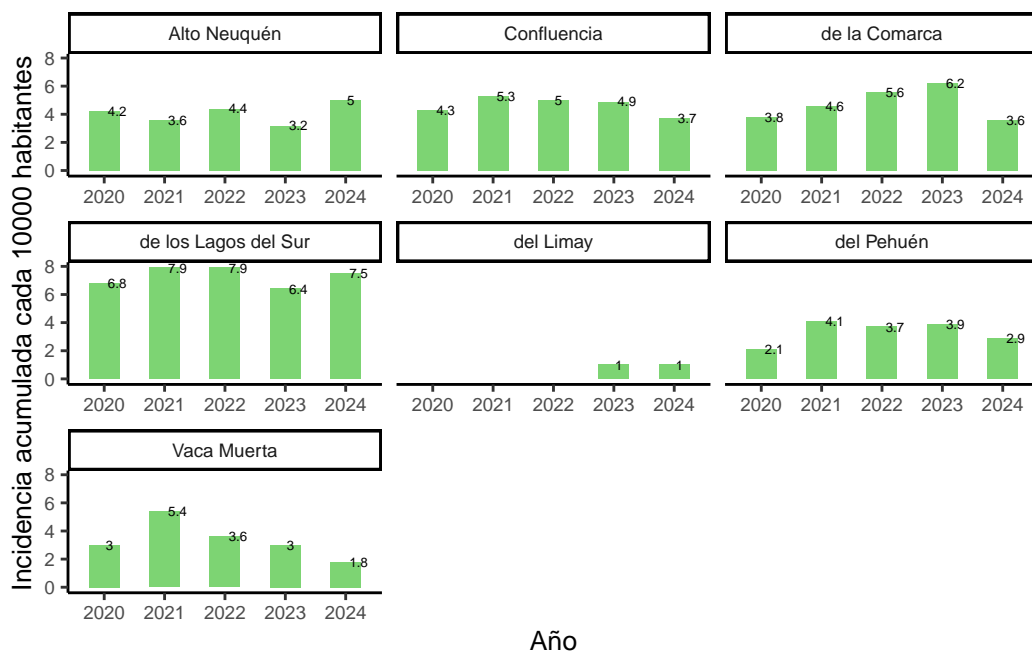 Incidencia acumulada cada 10000 habitantes
Alto Neuquén
8
6
4
2
0
4.2
3.6
4.4
3.2
5
2020 2021 2022 2023 2024
Confluencia
4.3
5.3
5
4.9
3.7
2020 2021 2022 2023 2024
de la Comarca
3.8
4.6
5.6
6.2
3.6
2020 2021 2022 2023 2024
de los Lagos del Sur
8
6
4
2
0
6.8
7.9
7.9
6.4
7.5
2020 2021 2022 2023 2024
del Limay
1
1
2020 2021 2022 2023 2024
del Pehuén
2.1
4.1
3.7
3.9
2.9
2020 2021 2022 2023 2024
Vaca Muerta
8
6
4
2
0
3
5.4
3.6
3
1.8
2020 2021 2022 2023 2024
Año